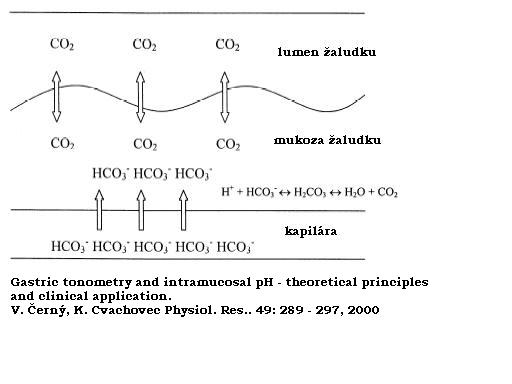 CO₂ CO₂ CO₂
lumen žaludku
CO₂ CO₂ CO₂
mukoza žaludku
HCO₃⁻ HCO₃⁻ HCO₃⁻
H⁺ + HCO₃⁻ ↔ H₂CO₃ ↔ H₂O + CO₂
kapilára
HCO₃⁻ HCO₃⁻ HCO₃⁻ HCO₃⁻ HCO₃⁻
Gastric tonometry and intramucosal pH - theoretical principles
and clinical application.
V. Černý, K. Cvachovec Physiol. Res.. 49: 289 - 297, 2000